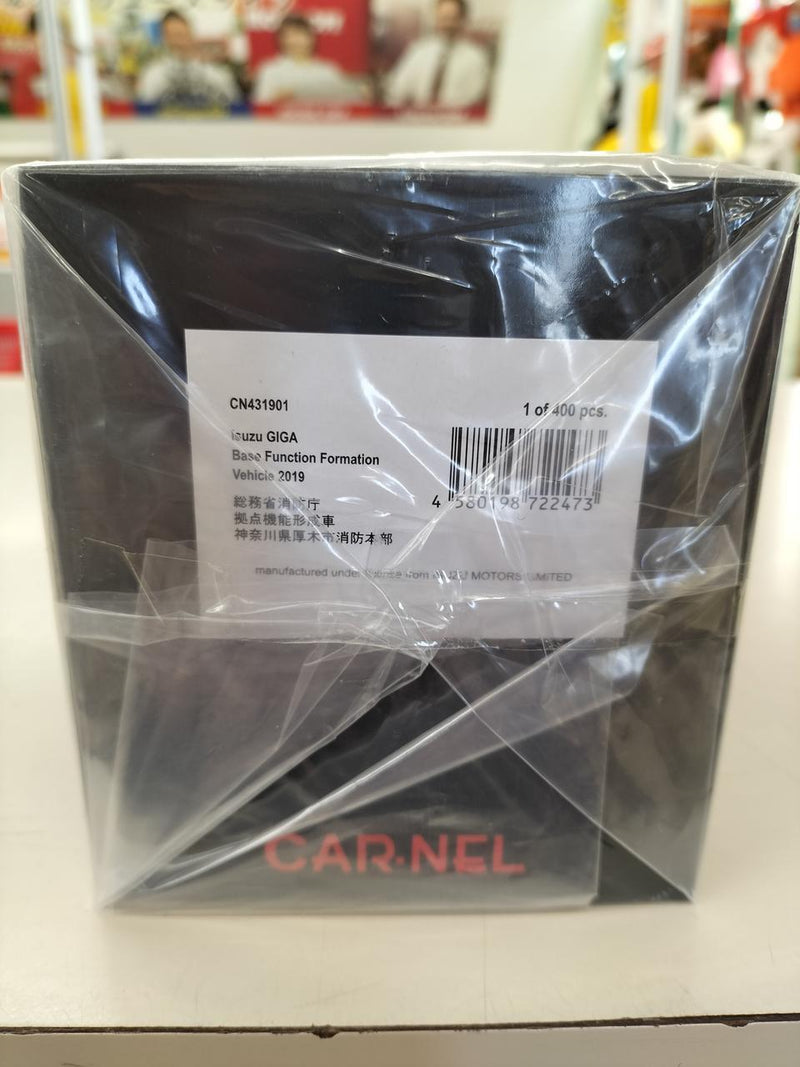 CN431901
1 of 400 pcs.
Isuzu GIGA
Base Function Formation
Vehicle 2019
4 580198 722473
総務省消防庁
拠点機能形成車
神奈川県厚木市消防本部
manufactured under license from ISUZU MOTORS LIMITED
CAR·NEL